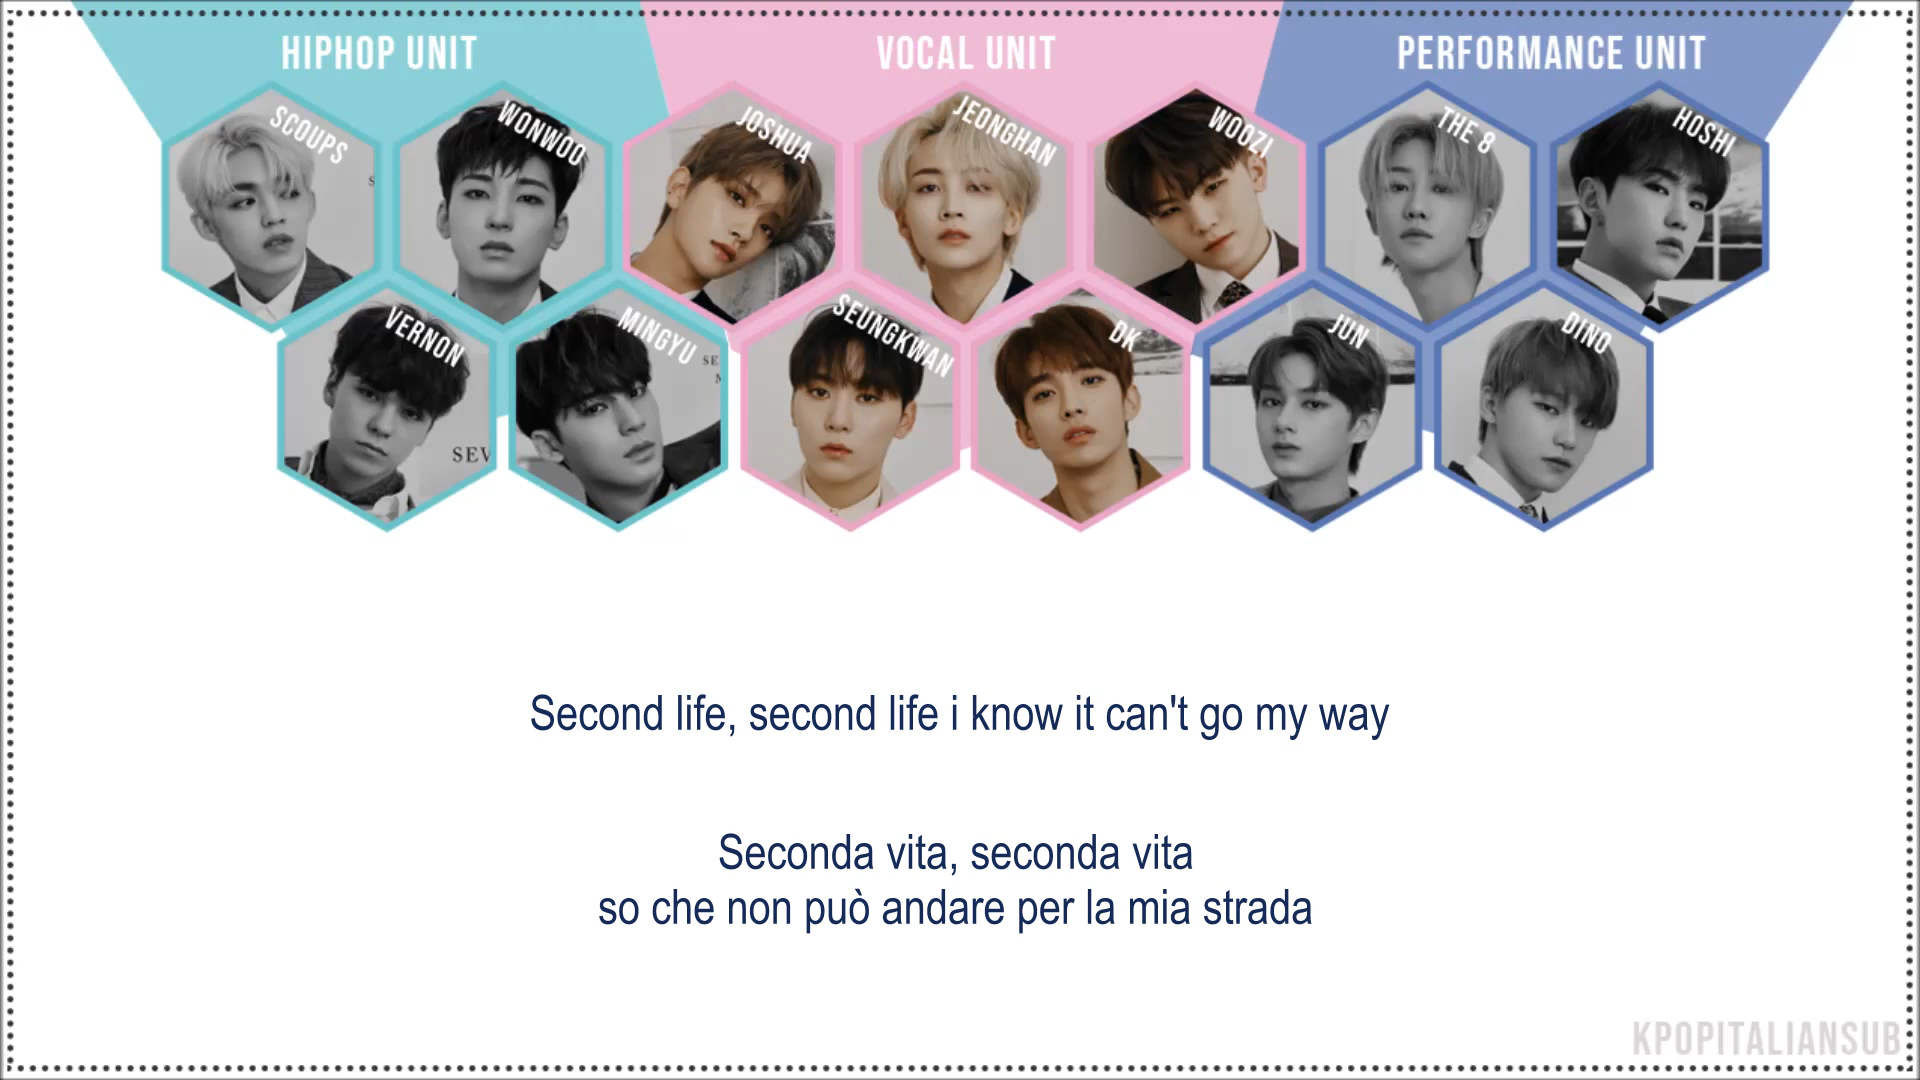 HIPHOP UNIT
VOCAL UNIT
PERFORMANCE UNIT
SCOUPS
WONWOO
JOSHUA
JEONGHAN
WOOZI
THE 8
HOSHI
VERNON
MINGYU
SEUNGKWAN
DK
JUN
DINO
SEV
Second life, second life i know it can't go my way
Seconda vita, seconda vita
so che non può andare per la mia strada
KPOPITALIANSUB